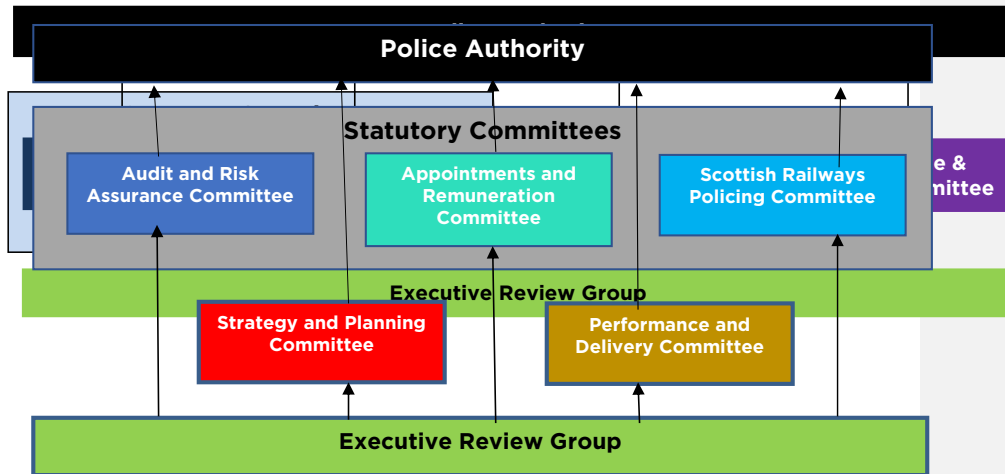 Police Authority
Statutory Committees
Audit and Risk
Assurance Committee
Appointments and
Remuneration
Committee
Scottish Railways
Policing Committee
e &
mittee
Executive Review Group
Strategy and Planning
Committee
Performance and
Delivery Committee
Executive Review Group